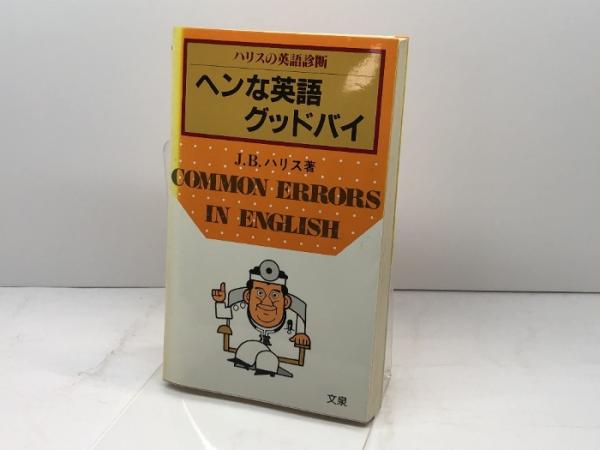 ハリスの英語診断
ヘンな英語
グッドバイ
J.B.ハリス著
COMMON ERRORS
IN ENGLISH
文泉